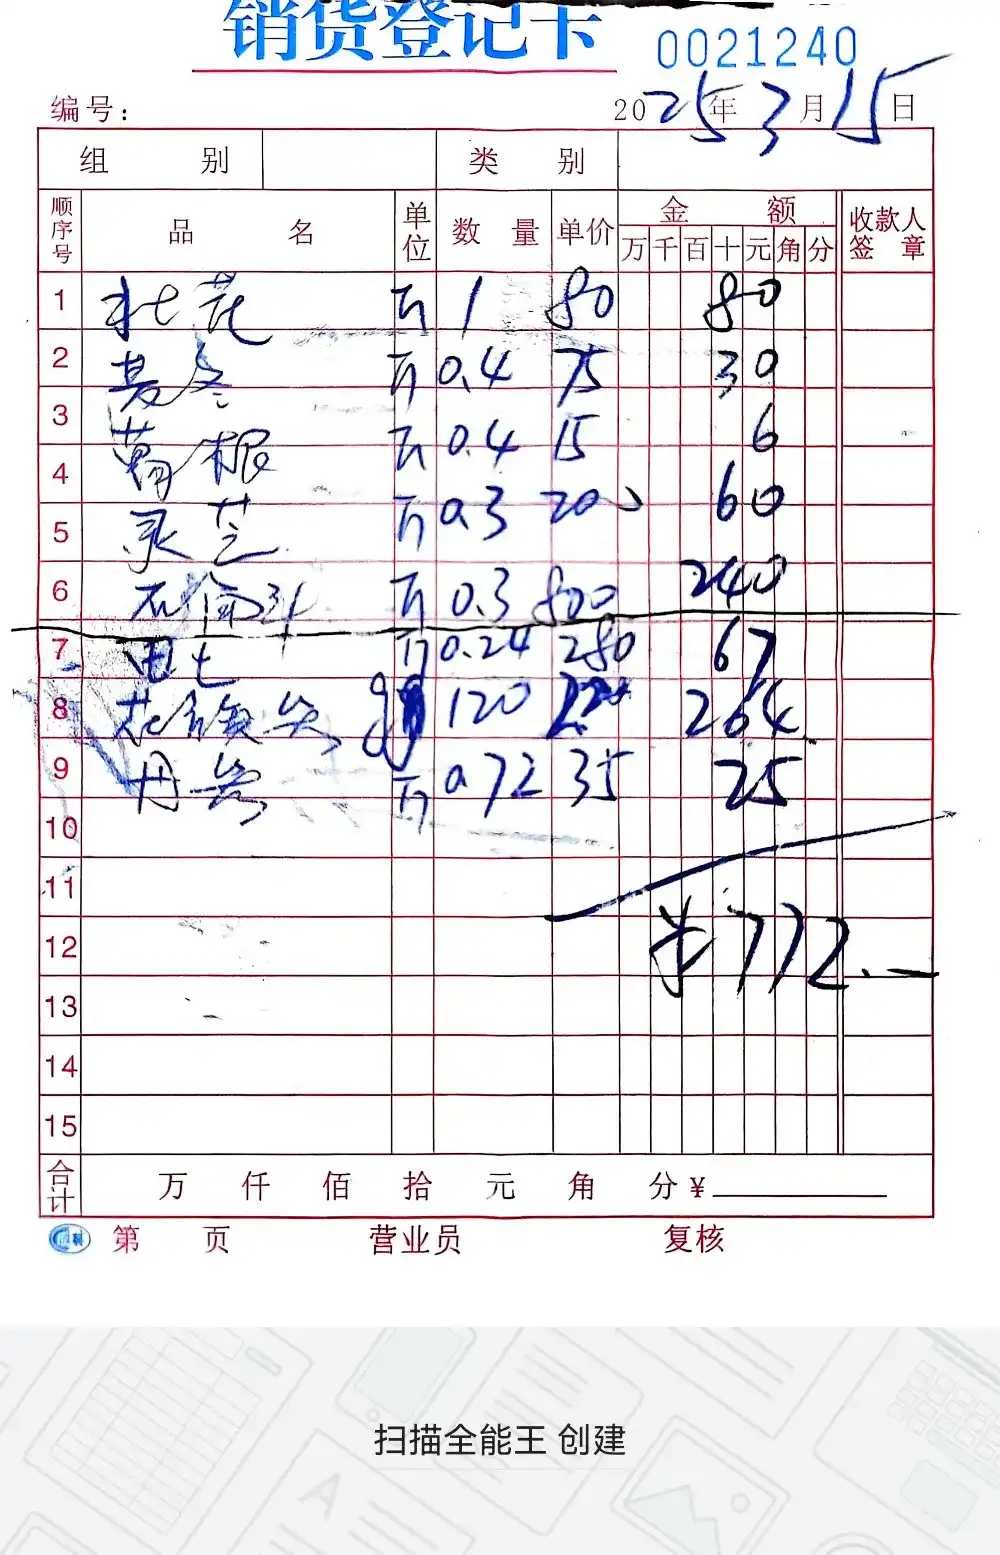 销货登记卡
0021240
编号： 2025年3月15日
组 别 类 别
顺序号 品 名 单位 数 量 单价 金 额 收款人签 章
万 千 百 十 元 角 分
1 杜花 斤 1 80 80
2 麦冬 斤 0.4 75 30
3 葛根 斤 0.4 15 6
4 灵芝 斤 0.3 200 60
5
6 斤 0.3 800 240
7 田七 斤 0.24 280 67
8 120 2.20 264
9 丹参 斤 0.72 35 25
10
11
12 ¥772.—
13
14
15
合计 万 仟 佰 拾 元 角 分 ¥
第 页 营业员 复核
扫描全能王 创建